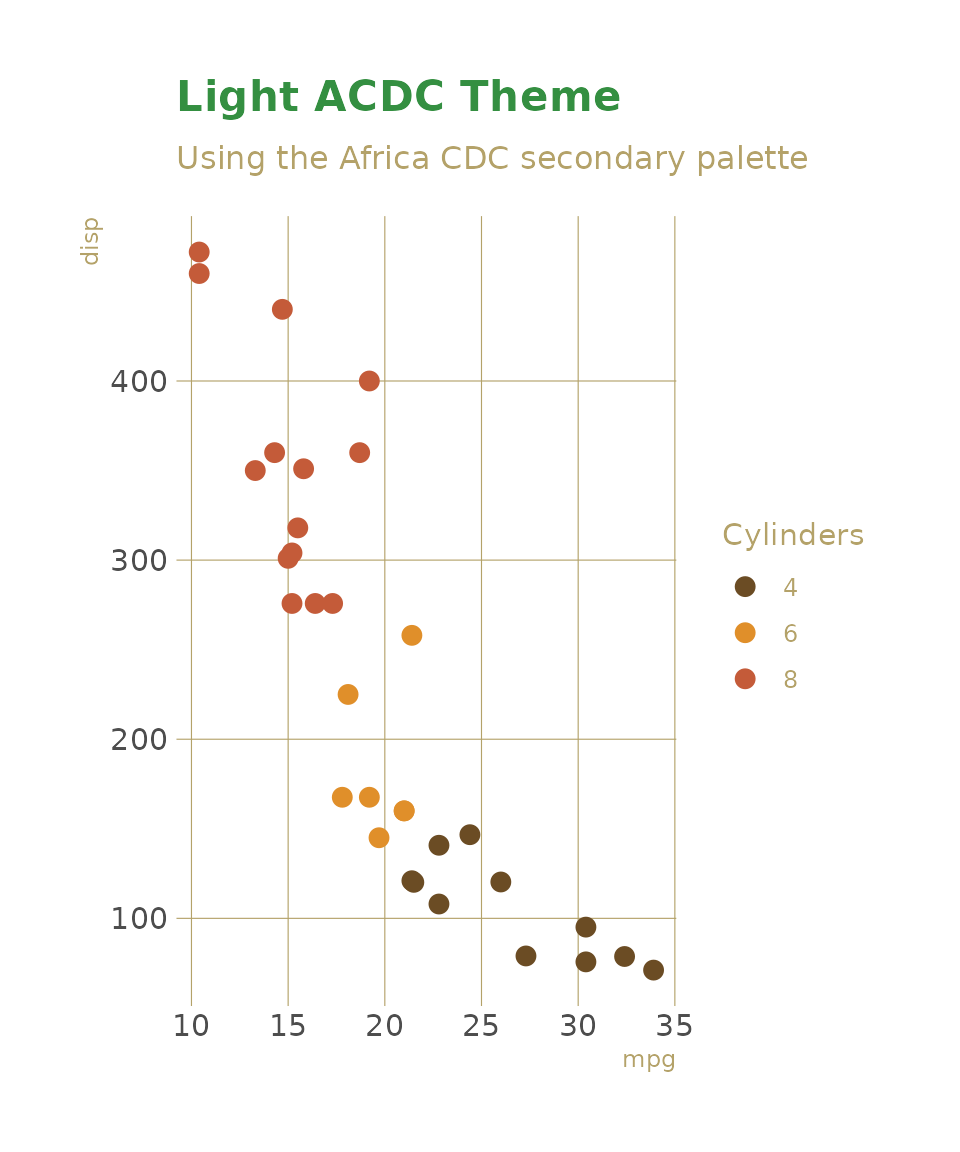 Light ACDC Theme
Using the Africa CDC secondary palette
disp
400
300
200
100
10 15 20 25 30 35
mpg
Cylinders
4
6
8